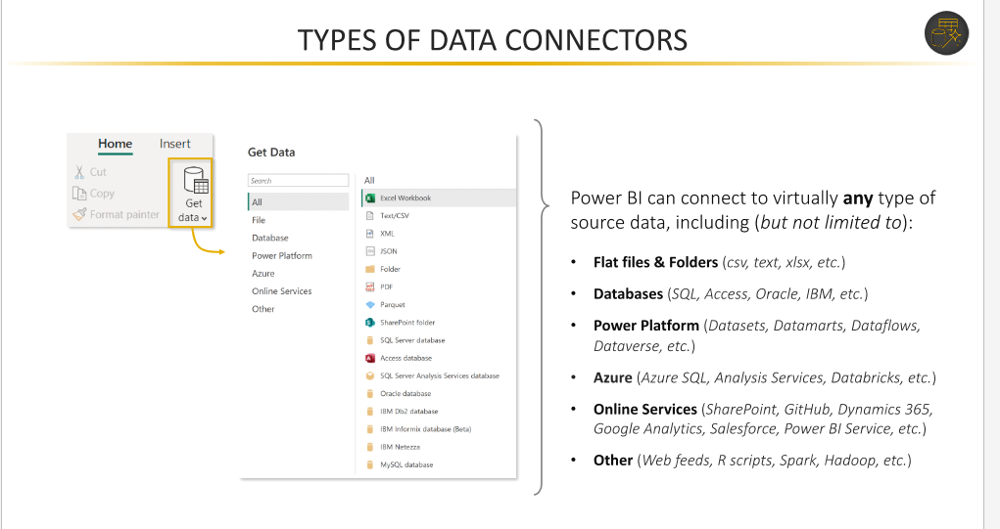 TYPES OF DATA CONNECTORS
Home Insert
Cut
Copy
Format painter
Get
data
Get Data
Search
All
File
Database
Power Platform
Azure
Online Services
Other
All
Excel Workbook
Text/CSV
XML
JSON
Folder
PDF
Parquet
SharePoint folder
SQL Server database
Access database
SQL Server Analysis Services database
Oracle database
IBM Db2 database
IBM Informix database (Beta)
IBM Netezza
MySQL database
Power BI can connect to virtually any type of
source data, including (but not limited to):
• Flat files & Folders (csv, text, xlsx, etc.)
• Databases (SQL, Access, Oracle, IBM, etc.)
• Power Platform (Datasets, Datamarts, Dataflows,
Dataverse, etc.)
• Azure (Azure SQL, Analysis Services, Databricks, etc.)
• Online Services (SharePoint, GitHub, Dynamics 365,
Google Analytics, Salesforce, Power BI Service, etc.)
• Other (Web feeds, R scripts, Spark, Hadoop, etc.)